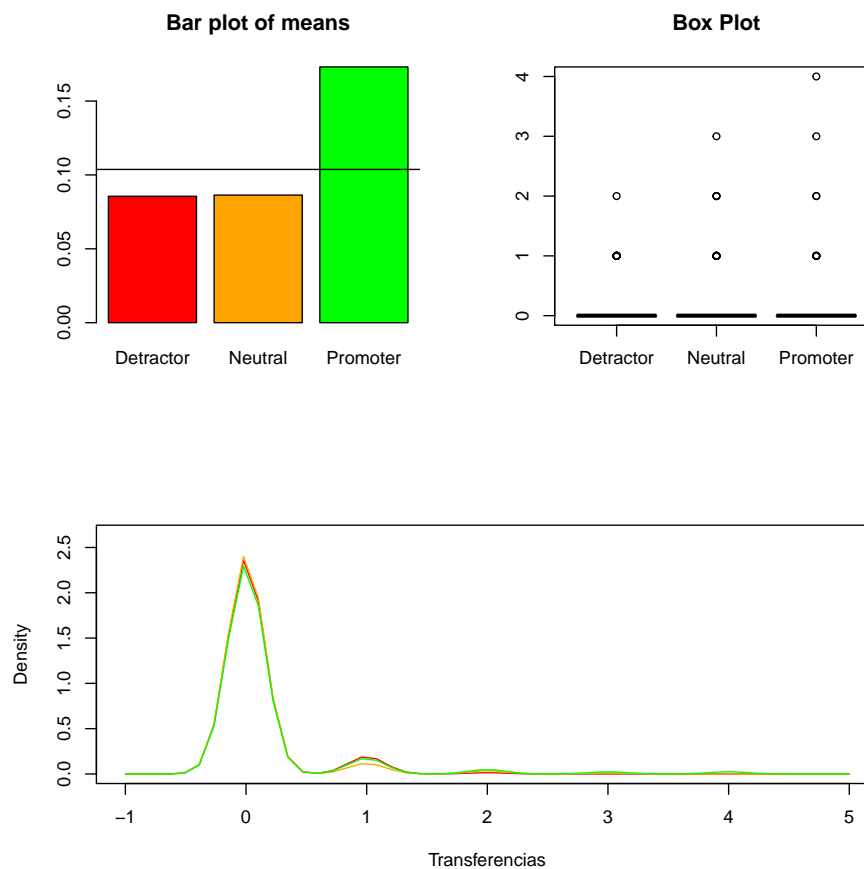 Bar plot of means
0.00
0.05
0.10
0.15
Detractor Neutral Promoter
Box Plot
0
1
2
3
4
Detractor Neutral Promoter
Density
0.0
0.5
1.0
1.5
2.0
2.5
−1 0 1 2 3 4 5
Transferencias